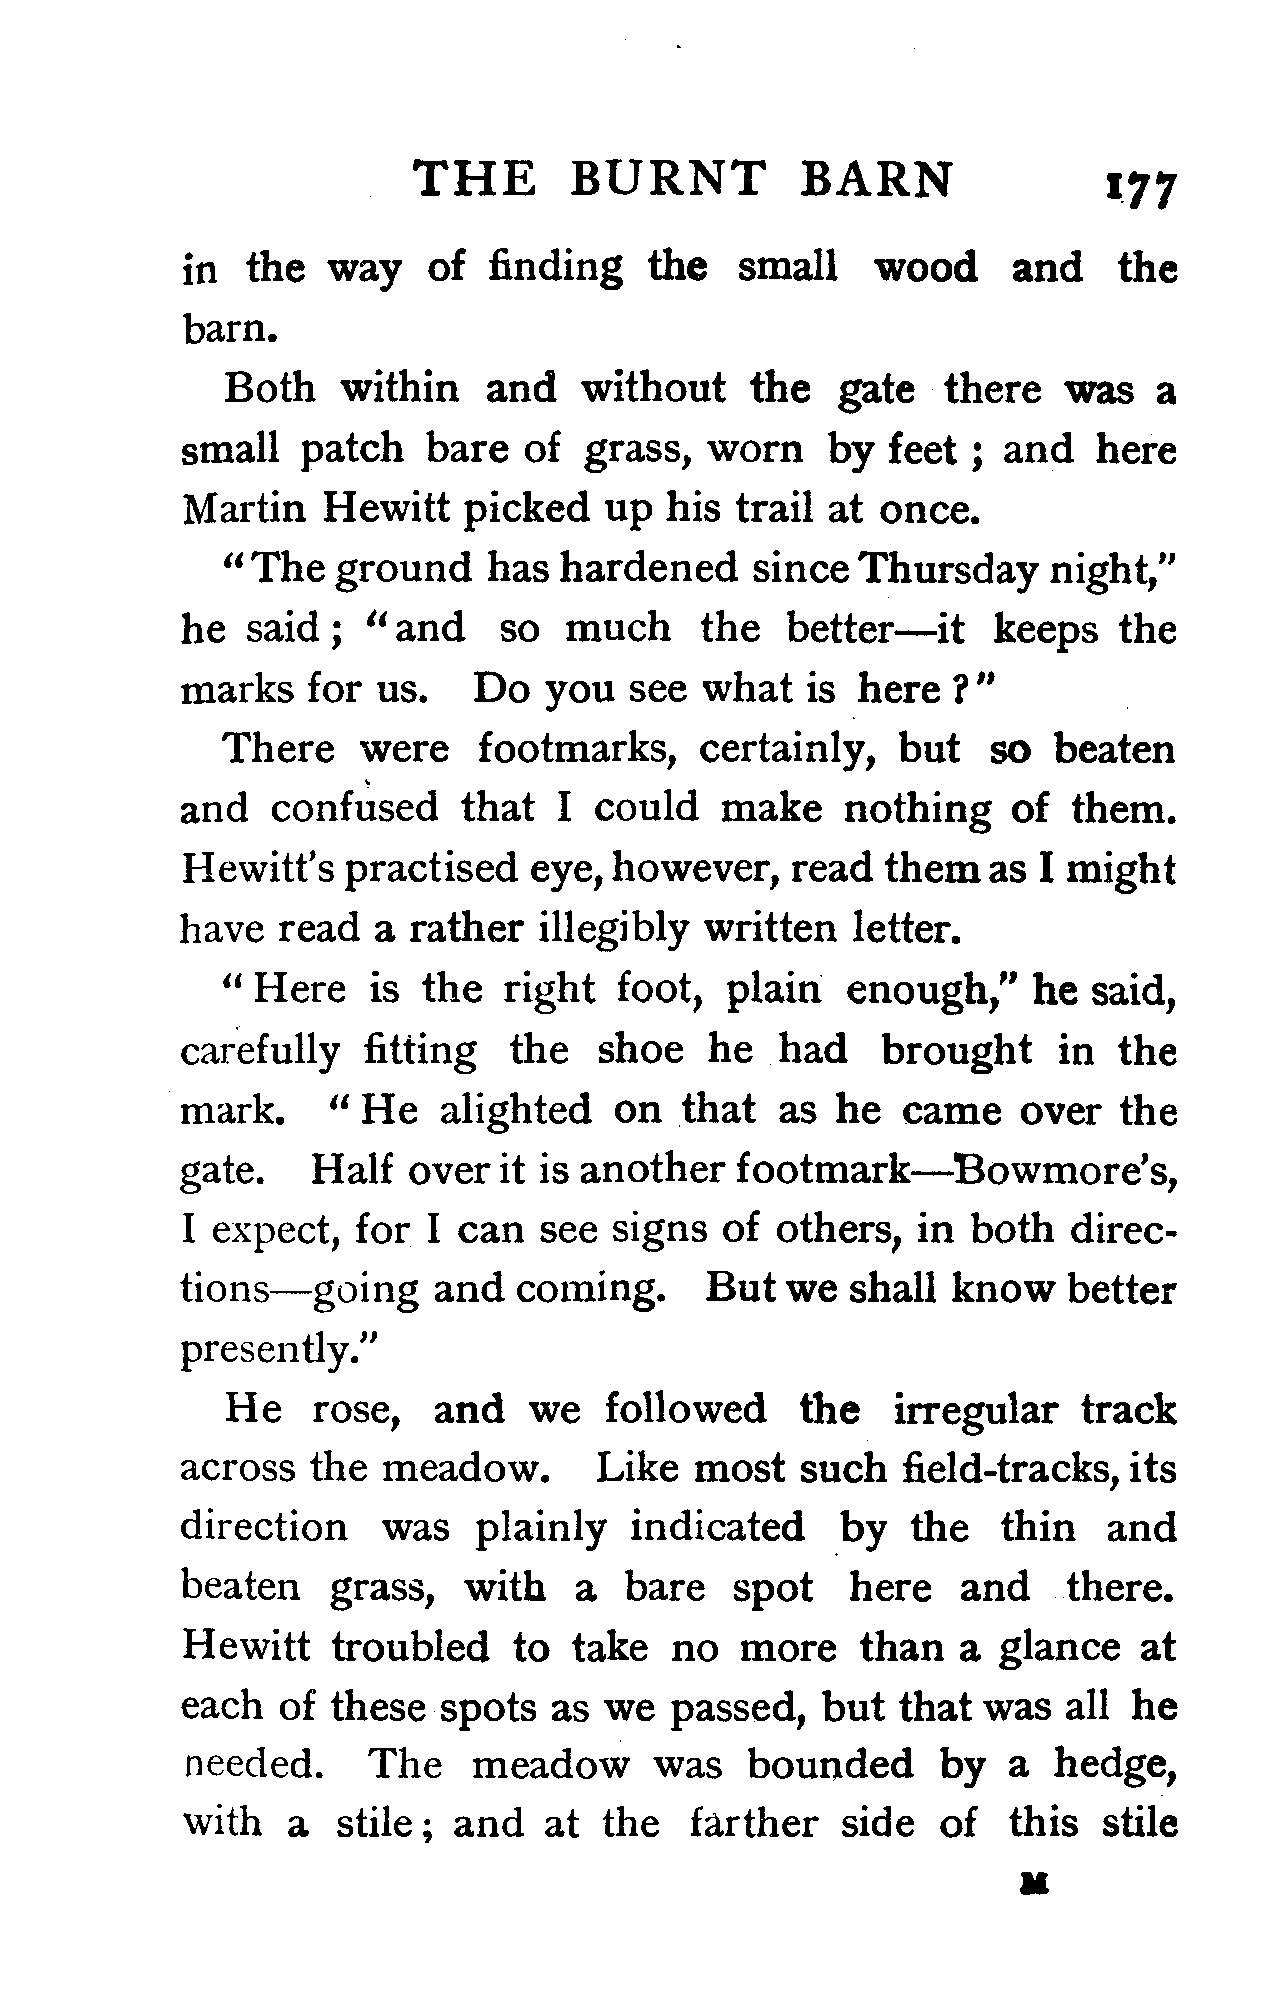 THE BURNT BARN 177
in the way of finding the small wood and the
barn.
Both within and without the gate there was a
small patch bare of grass, worn by feet ; and here
Martin Hewitt picked up his trail at once.
“The ground has hardened since Thursday night,”
he said ; “and so much the better—it keeps the
marks for us. Do you see what is here ?”
There were footmarks, certainly, but so beaten
and confused that I could make nothing of them.
Hewitt's practised eye, however, read them as I might
have read a rather illegibly written letter.
“ Here is the right foot, plain enough,” he said,
carefully fitting the shoe he had brought in the
mark. “ He alighted on that as he came over the
gate. Half over it is another footmark—Bowmore's,
I expect, for I can see signs of others, in both direc-
tions—going and coming. But we shall know better
presently.”
He rose, and we followed the irregular track
across the meadow. Like most such field-tracks, its
direction was plainly indicated by the thin and
beaten grass, with a bare spot here and there.
Hewitt troubled to take no more than a glance at
each of these spots as we passed, but that was all he
needed. The meadow was bounded by a hedge,
with a stile ; and at the farther side of this stile
M